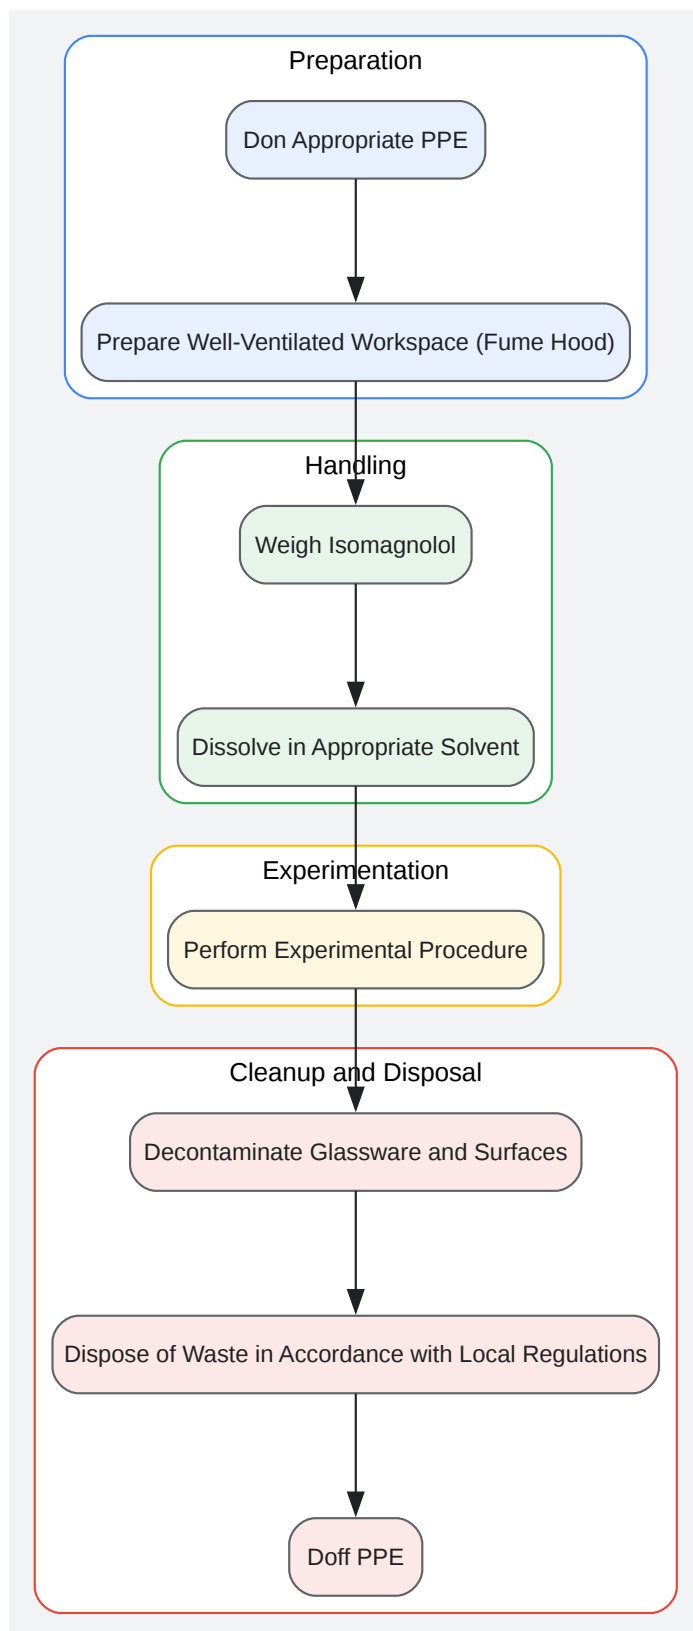 Preparation
Don Appropriate PPE
Prepare Well-Ventilated Workspace (Fume Hood)
Handling
Weigh Isomagnolol
Dissolve in Appropriate Solvent
Experimentation
Perform Experimental Procedure
Cleanup and Disposal
Decontaminate Glassware and Surfaces
Dispose of Waste in Accordance with Local Regulations
Doff PPE